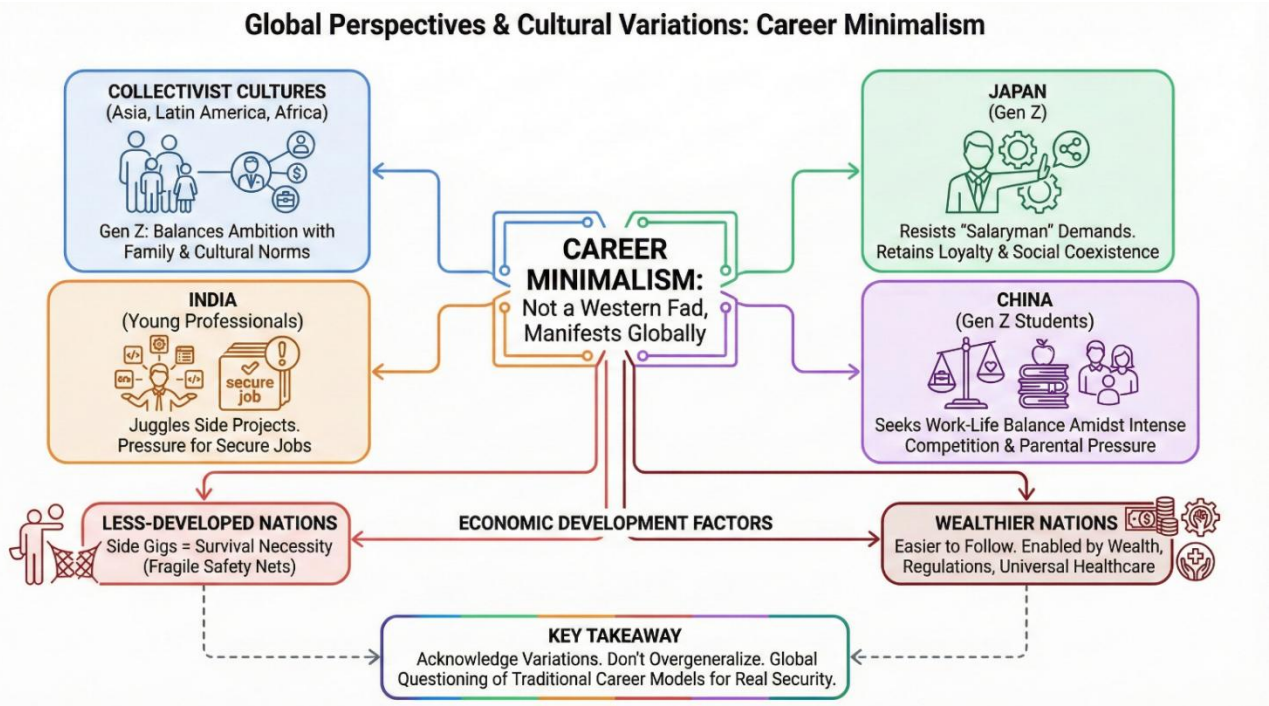 Global Perspectives & Cultural Variations: Career Minimalism
COLLECTIVIST CULTURES
(Asia, Latin America, Africa)
$
Gen Z: Balances Ambition with
Family & Cultural Norms
JAPAN
(Gen Z)
Resists "Salaryman" Demands.
Retains Loyalty & Social Coexistence
CAREER
MINIMALISM:
Not a Western Fad,
Manifests Globally
INDIA
(Young Professionals)
</>
</>
!
secure
job
Juggles Side Projects.
Pressure for Secure Jobs
CHINA
(Gen Z Students)
Seeks Work-Life Balance Amidst Intense
Competition & Parental Pressure
LESS-DEVELOPED NATIONS
Side Gigs = Survival Necessity
(Fragile Safety Nets)
ECONOMIC DEVELOPMENT FACTORS
WEALTHIER NATIONS
$
Easier to Follow. Enabled by Wealth,
Regulations, Universal Healthcare
KEY TAKEAWAY
Acknowledge Variations. Don't Overgeneralize. Global
Questioning of Traditional Career Models for Real Security.